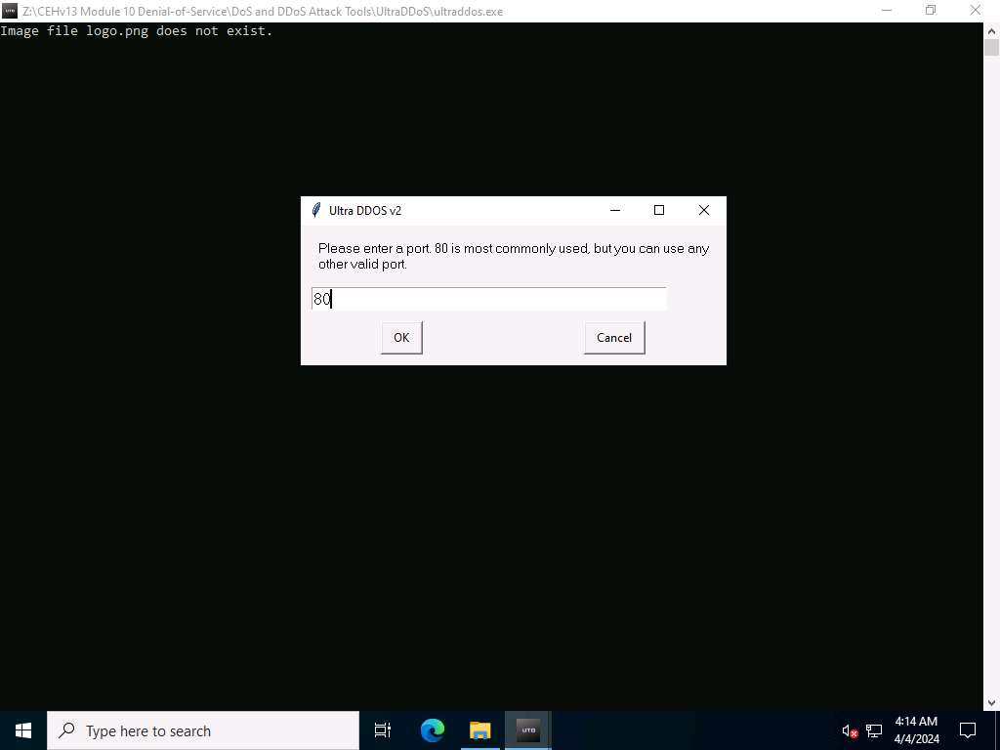 Z:\CEHv13 Module 10 Denial-of-Service\DoS and DDoS Attack Tools\UltraDDoS\ultraddos.exe
Image file logo.png does not exist.
Ultra DDOS v2
Please enter a port. 80 is most commonly used, but you can use any
other valid port.
80
OK
Cancel
Type here to search
UTD
4:14 AM
4/4/2024